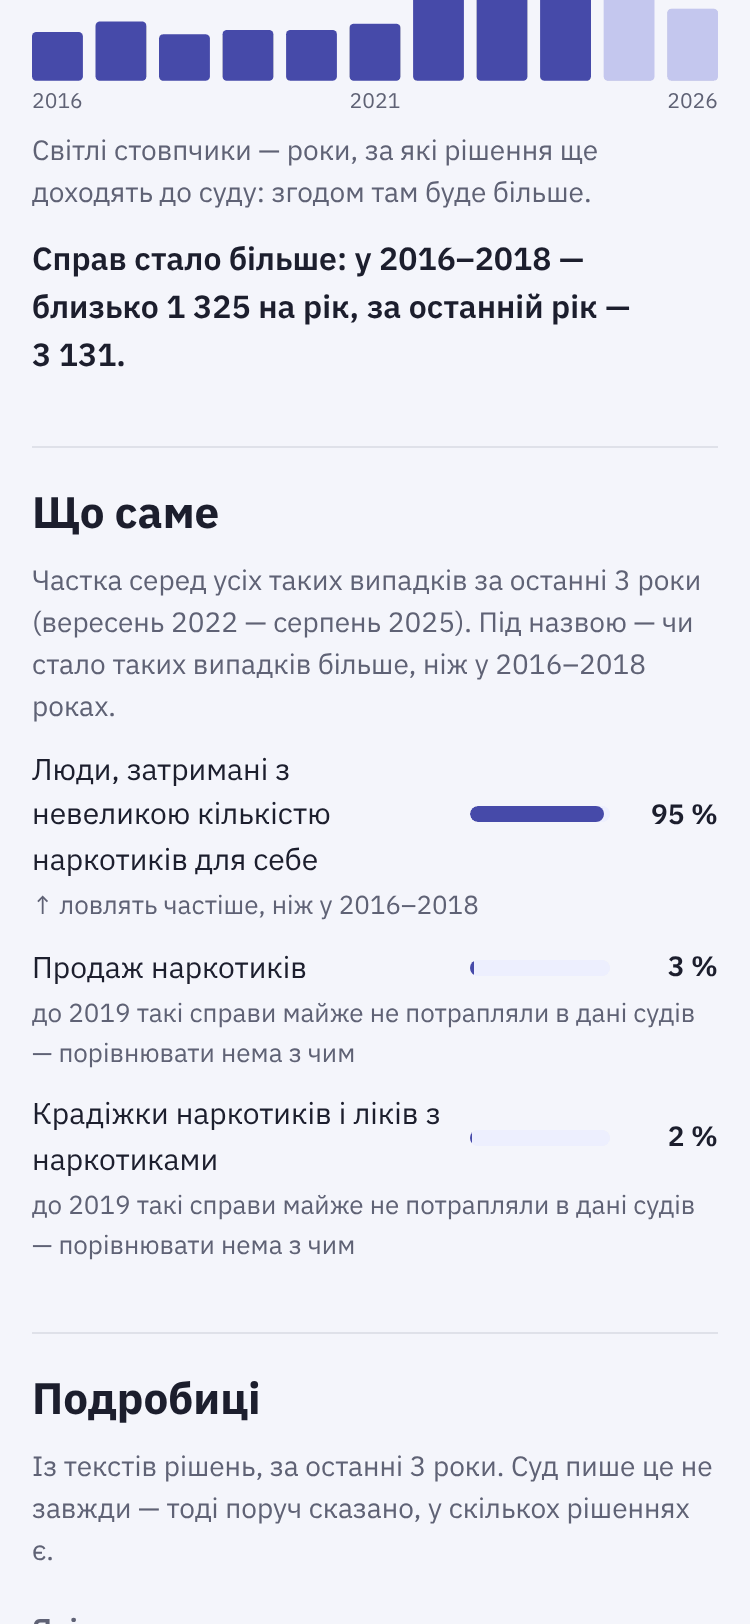 2016 2021 2026
Світлі стовпчики — роки, за які рішення ще
доходять до суду: згодом там буде більше.
Справ стало більше: у 2016–2018 —
близько 1 325 на рік, за останній рік —
3 131.
Що саме
Частка серед усіх таких випадків за останні 3 роки
(вересень 2022 — серпень 2025). Під назвою — чи
стало таких випадків більше, ніж у 2016–2018
роках.
Люди, затримані з
невеликою кількістю
наркотиків для себе
95 %
↑ ловлять частіше, ніж у 2016–2018
Продаж наркотиків 3 %
до 2019 такі справи майже не потрапляли в дані судів
— порівнювати нема з чим
Крадіжки наркотиків і ліків з
наркотиками
2 %
до 2019 такі справи майже не потрапляли в дані судів
— порівнювати нема з чим
Подробиці
Із текстів рішень, за останні 3 роки. Суд пише це не
завжди — тоді поруч сказано, у скількох рішеннях
є.